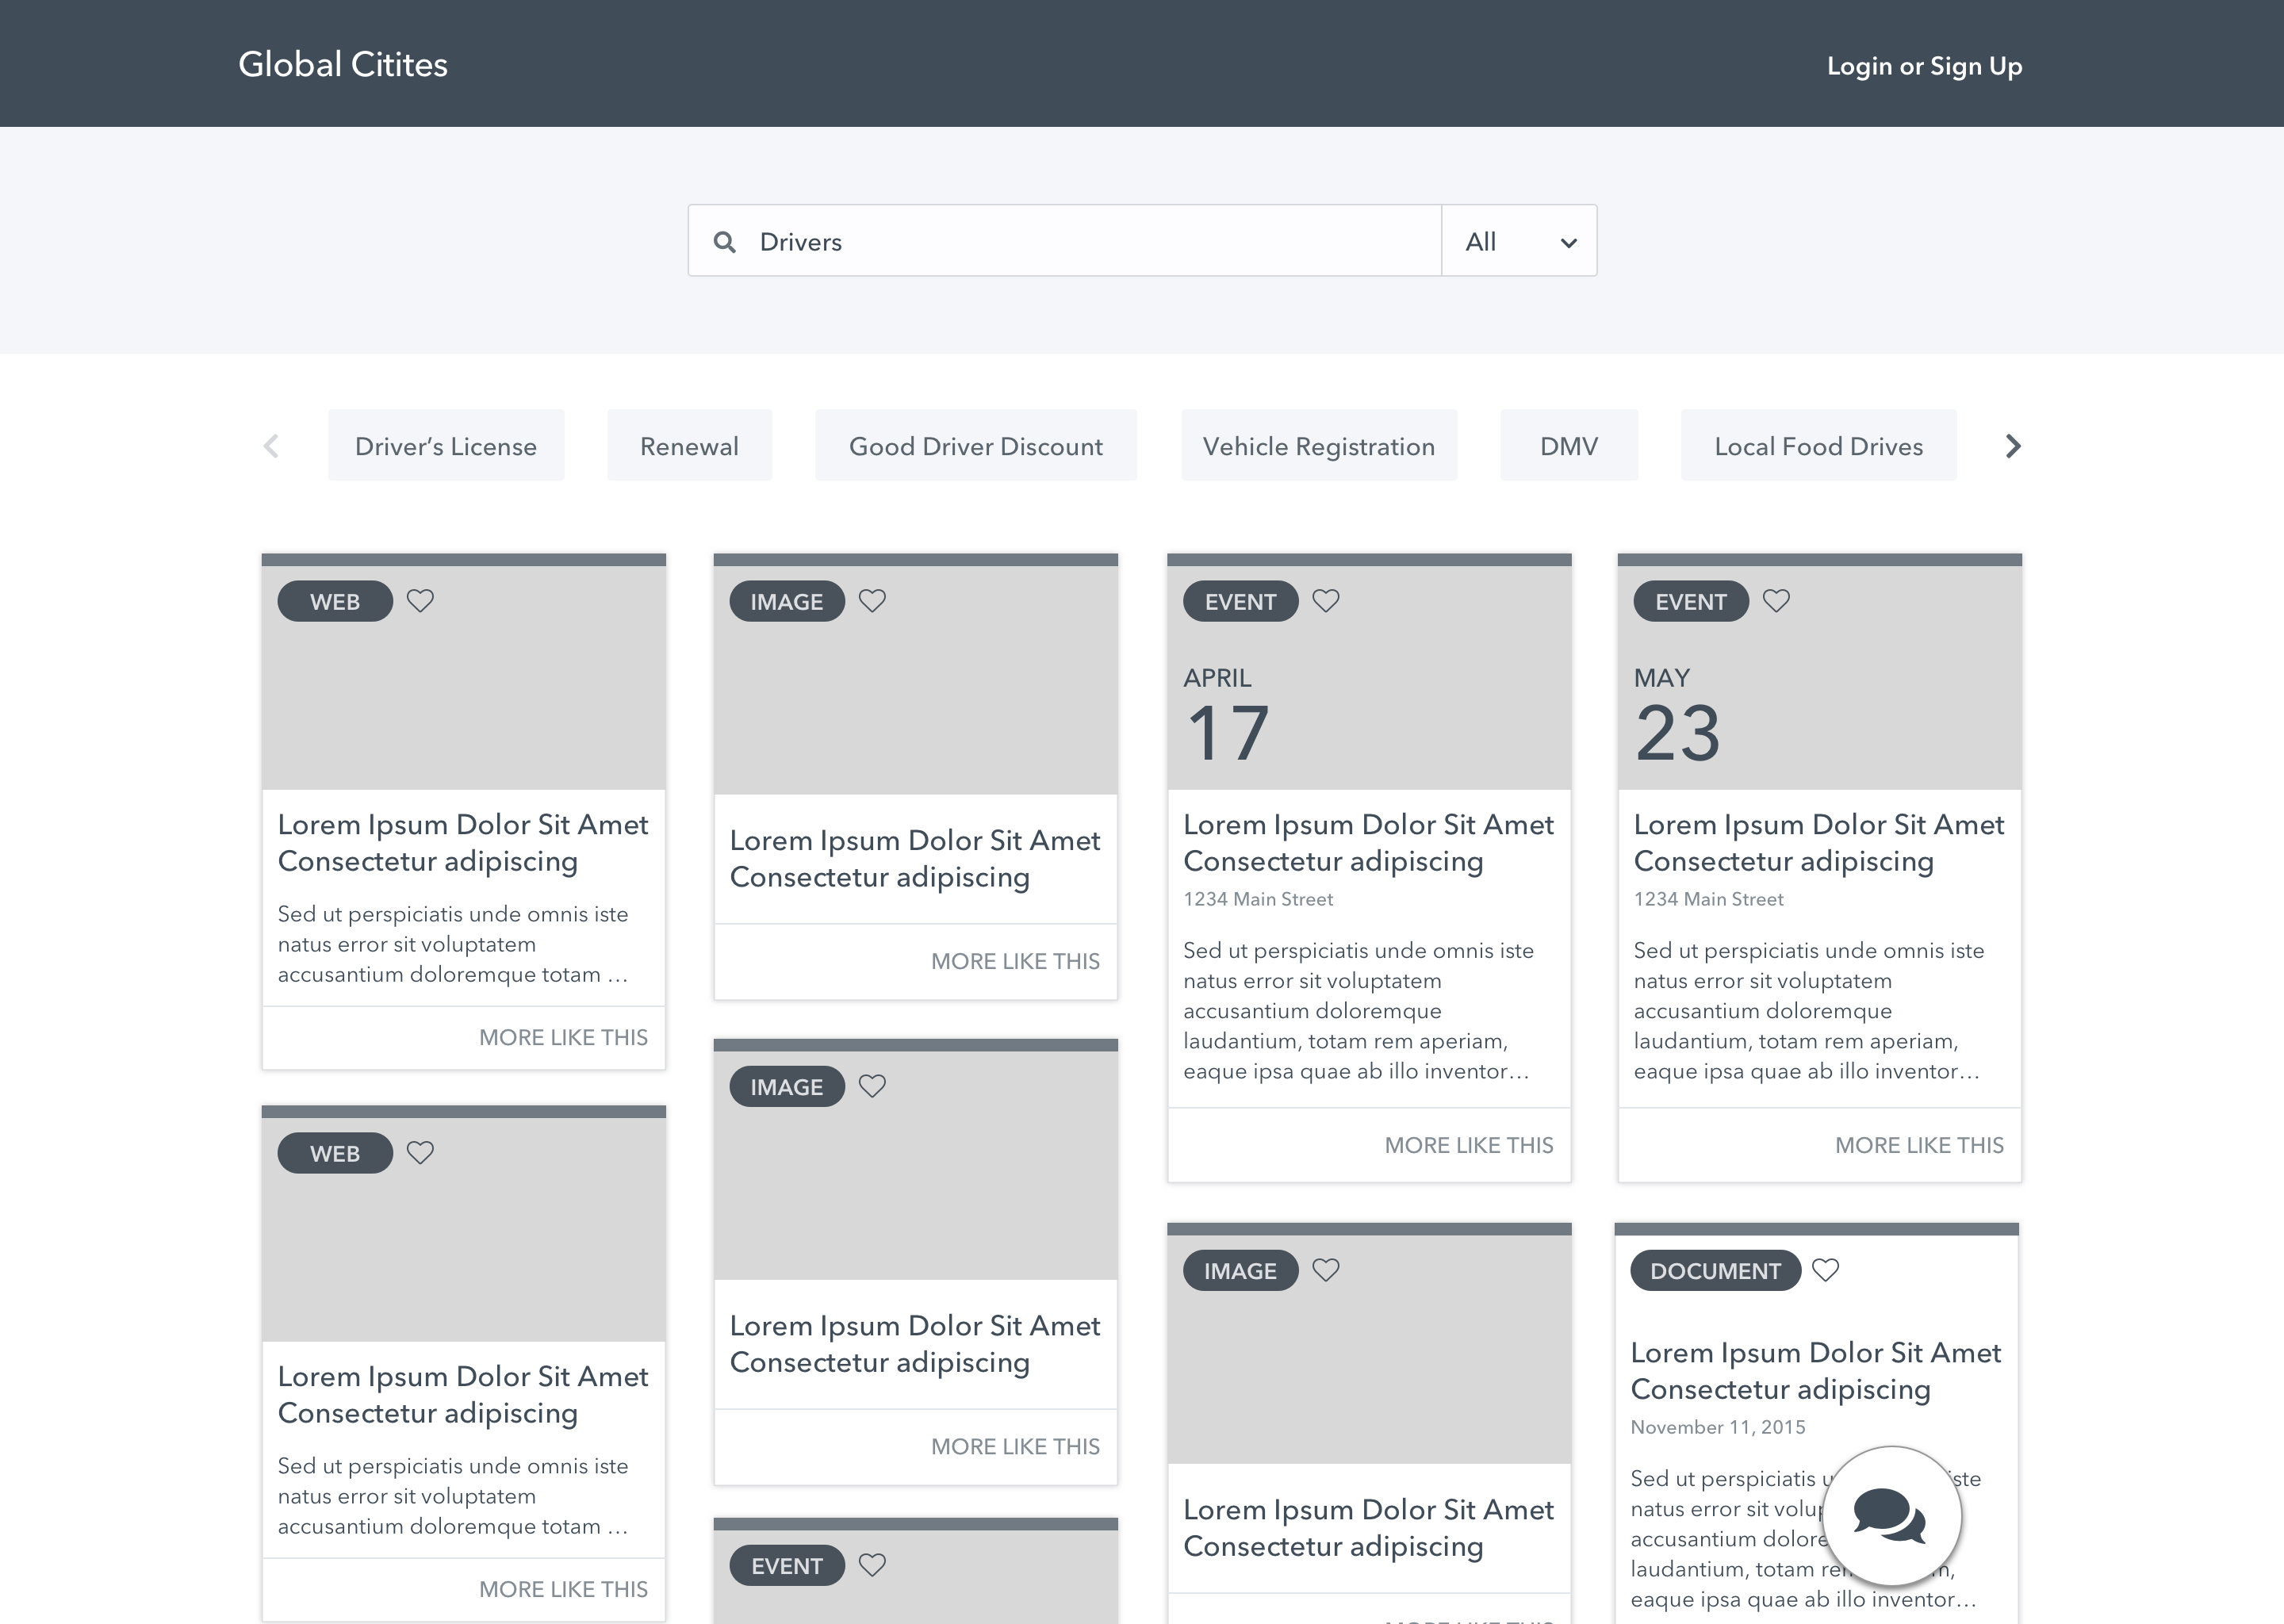 Global Citites
Login or Sign Up
Drivers
All
Driver’s License
Renewal
Good Driver Discount
Vehicle Registration
DMV
Local Food Drives
WEB
Lorem Ipsum Dolor Sit Amet
Consectetur adipiscing
Sed ut perspiciatis unde omnis iste
natus error sit voluptatem
accusantium doloremque totam ...
MORE LIKE THIS
WEB
Lorem Ipsum Dolor Sit Amet
Consectetur adipiscing
Sed ut perspiciatis unde omnis iste
natus error sit voluptatem
accusantium doloremque totam ...
MORE LIKE THIS
IMAGE
Lorem Ipsum Dolor Sit Amet
Consectetur adipiscing
MORE LIKE THIS
IMAGE
Lorem Ipsum Dolor Sit Amet
Consectetur adipiscing
MORE LIKE THIS
EVENT
EVENT
APRIL
17
Lorem Ipsum Dolor Sit Amet
Consectetur adipiscing
1234 Main Street
Sed ut perspiciatis unde omnis iste
natus error sit voluptatem
accusantium doloremque
laudantium, totam rem aperiam,
eaque ipsa quae ab illo inventor...
MORE LIKE THIS
IMAGE
Lorem Ipsum Dolor Sit Amet
Consectetur adipiscing
EVENT
MAY
23
Lorem Ipsum Dolor Sit Amet
Consectetur adipiscing
1234 Main Street
Sed ut perspiciatis unde omnis iste
natus error sit voluptatem
accusantium doloremque
laudantium, totam rem aperiam,
eaque ipsa quae ab illo inventor...
MORE LIKE THIS
DOCUMENT
Lorem Ipsum Dolor Sit Amet
Consectetur adipiscing
November 11, 2015
Sed ut perspiciatis
natus error sit
accusantium
laudantium, totam
eaque ipsa quae ab illo inventor...